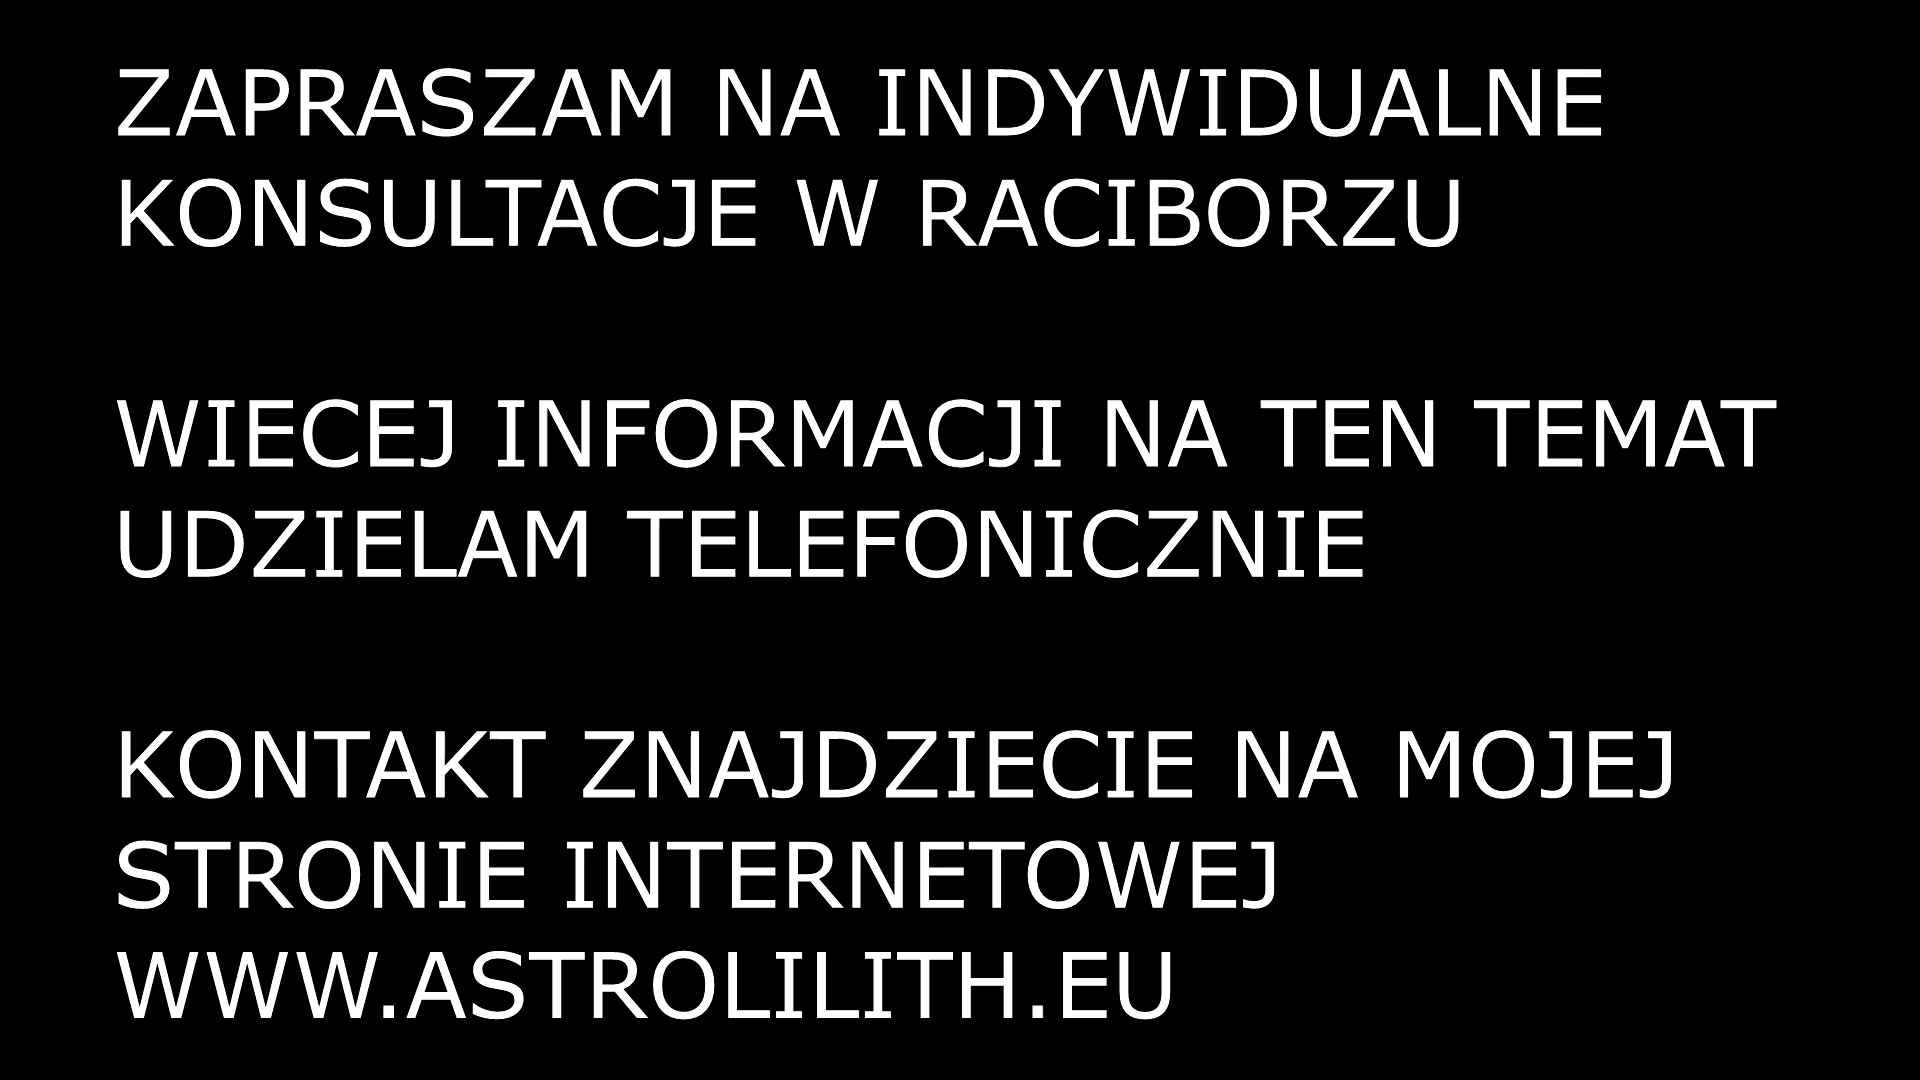 ZAPRASZAM NA INDYWIDUALNE
KONSULTACJE W RACIBORZU
WIECEJ INFORMACJI NA TEN TEMAT
UDZIELAM TELEFONICZNIE
KONTAKT ZNAJDZIECIE NA MOJEJ
STRONIE INTERNETOWEJ
WWW.ASTROLILITH.EU